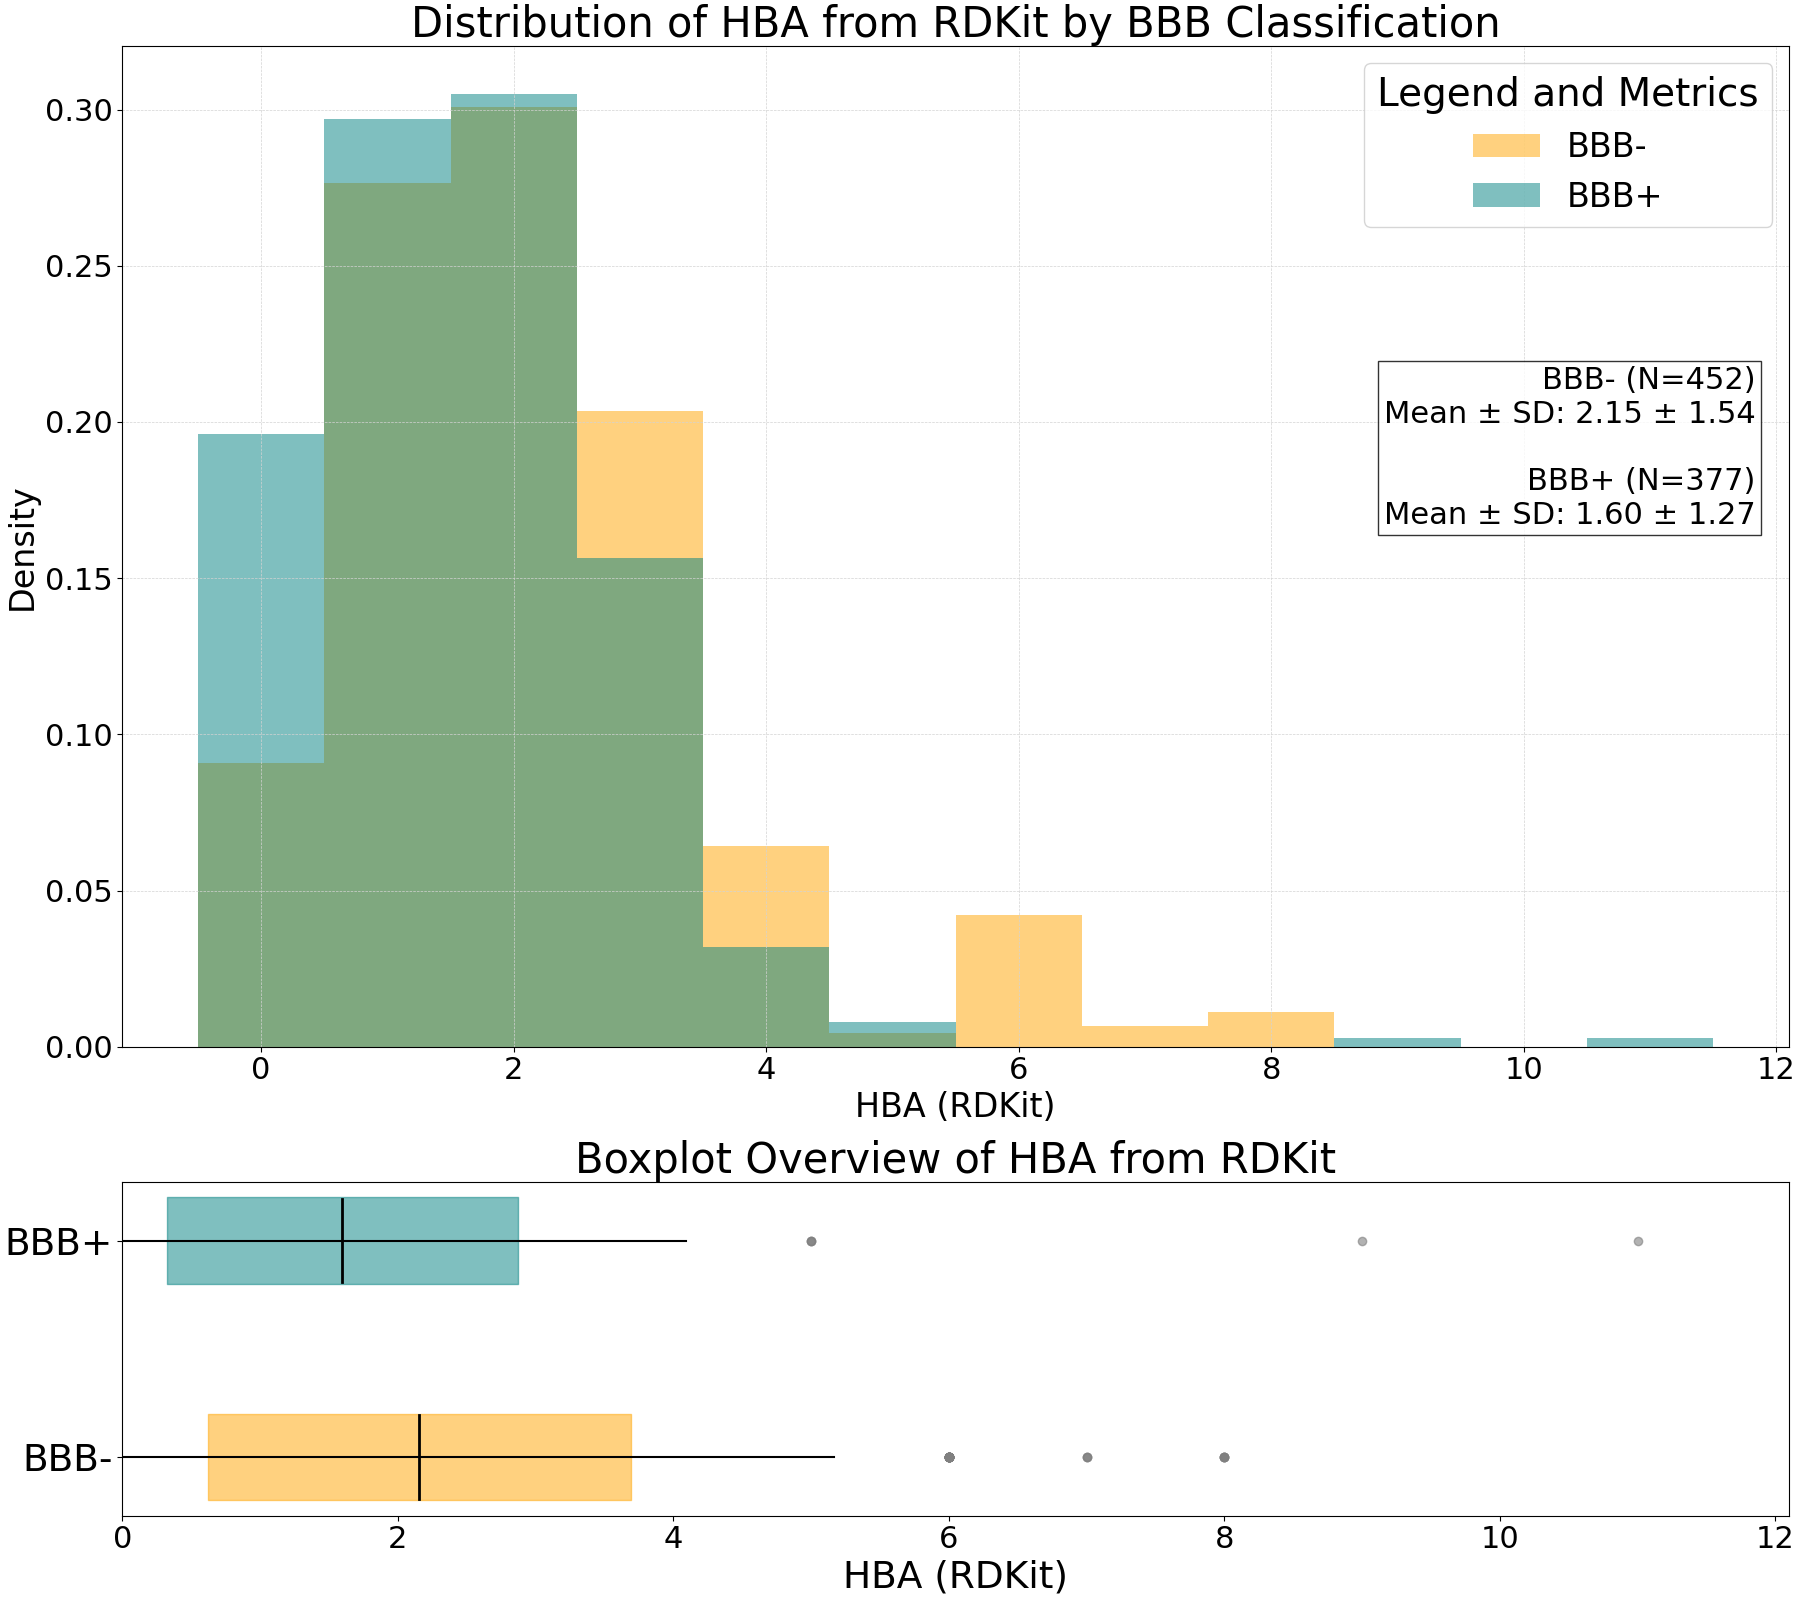 Distribution of HBA from RDKit by BBB Classification
Legend and Metrics
BBB-
BBB+
BBB- (N=452)
Mean ± SD: 2.15 ± 1.54
BBB+ (N=377)
Mean ± SD: 1.60 ± 1.27
Density
0.30
0.25
0.20
0.15
0.10
0.05
0.00
0 2 4 6 8 10 12
HBA (RDKit)
Boxplot Overview of HBA from RDKit
BBB+
BBB-
0 2 4 6 8 10 12
HBA (RDKit)